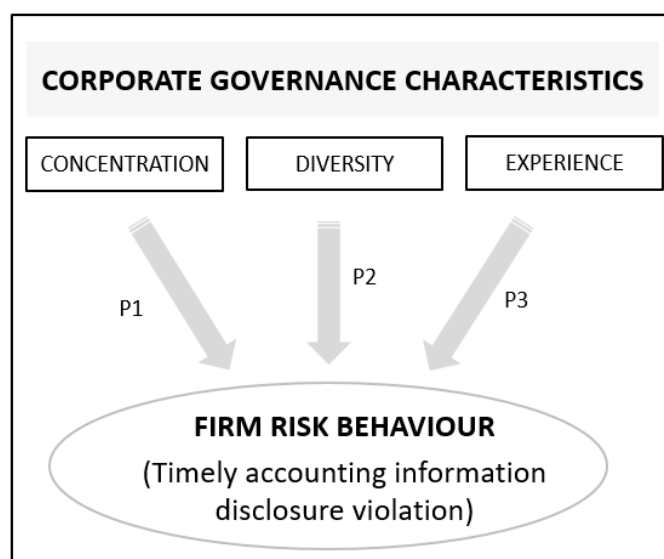 CORPORATE GOVERNANCE CHARACTERISTICS
CONCENTRATION
DIVERSITY
EXPERIENCE
P1
P2
P3
FIRM RISK BEHAVIOUR
(Timely accounting information
disclosure violation)